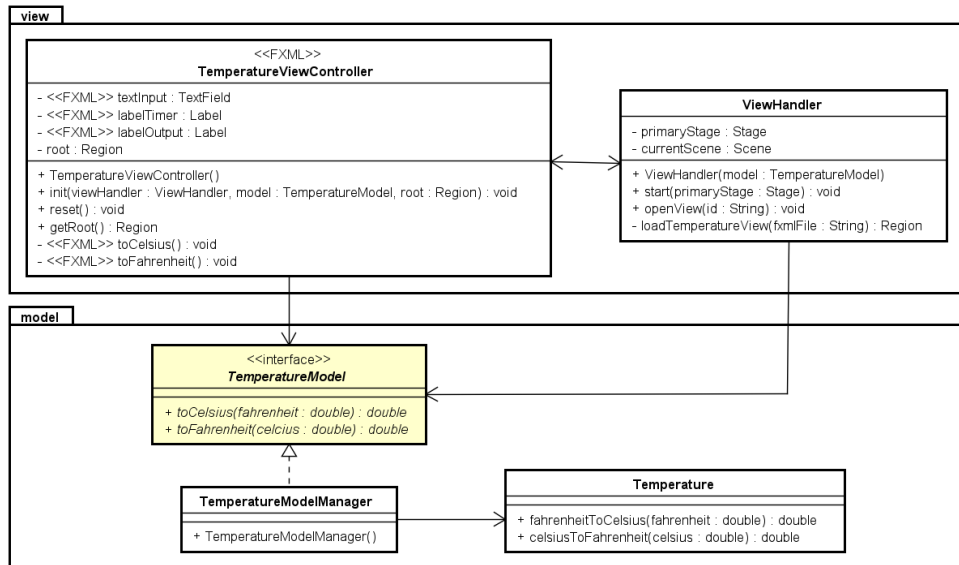 view
<<FXML>>
TemperatureViewController
- <<FXML>> textInput : TextField
- <<FXML>> labelTimer : Label
- <<FXML>> labelOutput : Label
- root : Region
+ TemperatureViewController()
+ init(viewHandler : ViewHandler, model : TemperatureModel, root : Region) : void
+ reset() : void
+ getRoot() : Region
- <<FXML>> toCelsius() : void
- <<FXML>> toFahrenheit() : void
ViewHandler
- primaryStage : Stage
- currentScene : Scene
+ ViewHandler(model : TemperatureModel)
+ start(primaryStage : Stage) : void
+ openView(id : String) : void
- loadTemperatureView(fxmlFile : String) : Region
model
<<interface>>
TemperatureModel
+ toCelsius(fahrenheit : double) : double
+ toFahrenheit(celcius : double) : double
TemperatureModelManager
+ TemperatureModelManager()
Temperature
+ fahrenheitToCelsius(fahrenheit : double) : double
+ celsiusToFahrenheit(celsius : double) : double